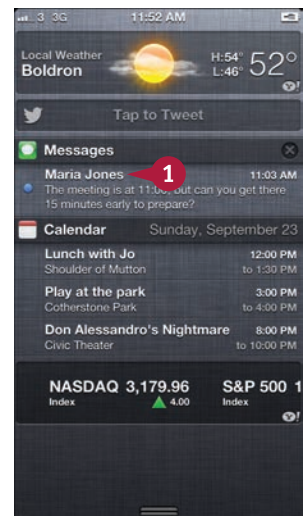 3 3G 11:52 AM
Local Weather
Boldron
H:54°
L:46°
52°
Y!
Tap to Tweet
Messages
Maria Jones 1 11:03 AM
The meeting is at 11:00, but can you get there
15 minutes early to prepare?
Calendar Sunday, September 23
Lunch with Jo 12:00 PM
Shoulder of Mutton to 1:30 PM
Play at the park 3:00 PM
Cotherstone Park to 4:00 PM
Don Alessandro's Nightmare 8:00 PM
Civic Theater to 10:00 PM
NASDAQ 3,179.96 S&P 500 1
Index 4.00 Index
Y!